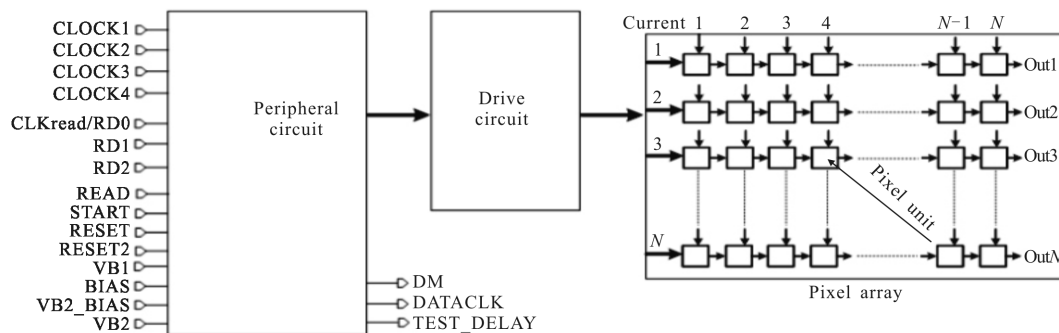 CLOCK1
CLOCK2
CLOCK3
CLOCK4
CLKread/RD0
RD1
RD2
READ
START
RESET
RESET2
VB1
BIAS
VB2_BIAS
VB2
Peripheral
circuit
DM
DATACLK
TEST_DELAY
Drive
circuit
Current 1 2 3 4 N−1 N
1 Out1
2 Out2
3 Out3
Pixel unit
N OutN
Pixel array